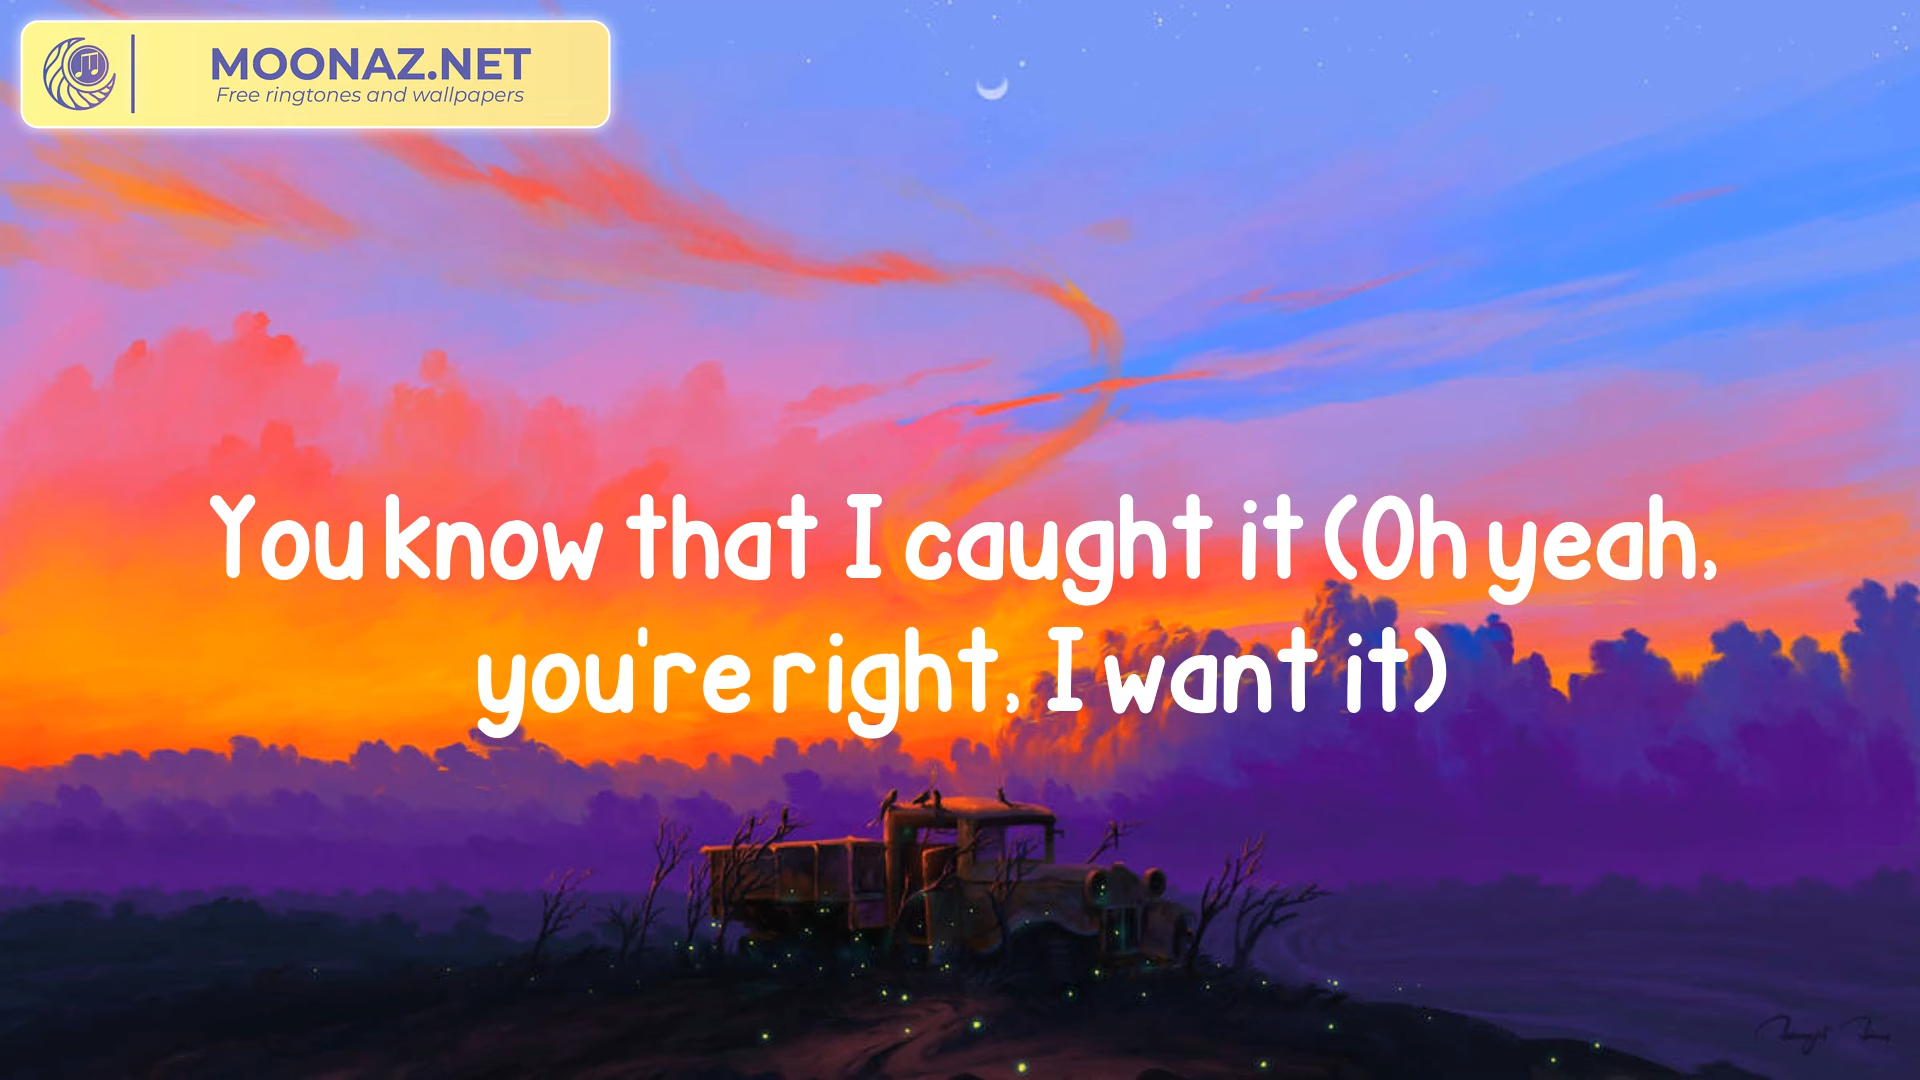 MOONAZ.NET
Free ringtones and wallpapers
You know that I caught it (Oh yeah,
you're right, I want it)